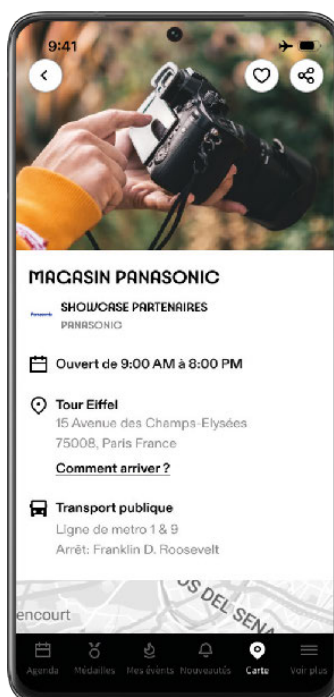 9:41
MAGASIN PANASONIC
Panasonic
SHOWCASE PARTENAIRES
PANASONIC
Ouvert de 9:00 AM à 8:00 PM
Tour Eiffel
15 Avenue des Champs-Elysées
75008, Paris France
Comment arriver ?
Transport publique
Ligne de metro 1 & 9
Arrêt: Franklin D. Roosevelt
OS DEL SENA
encourt
Agenda Médailles Mes évènts Nouveautés Carte Voir plus